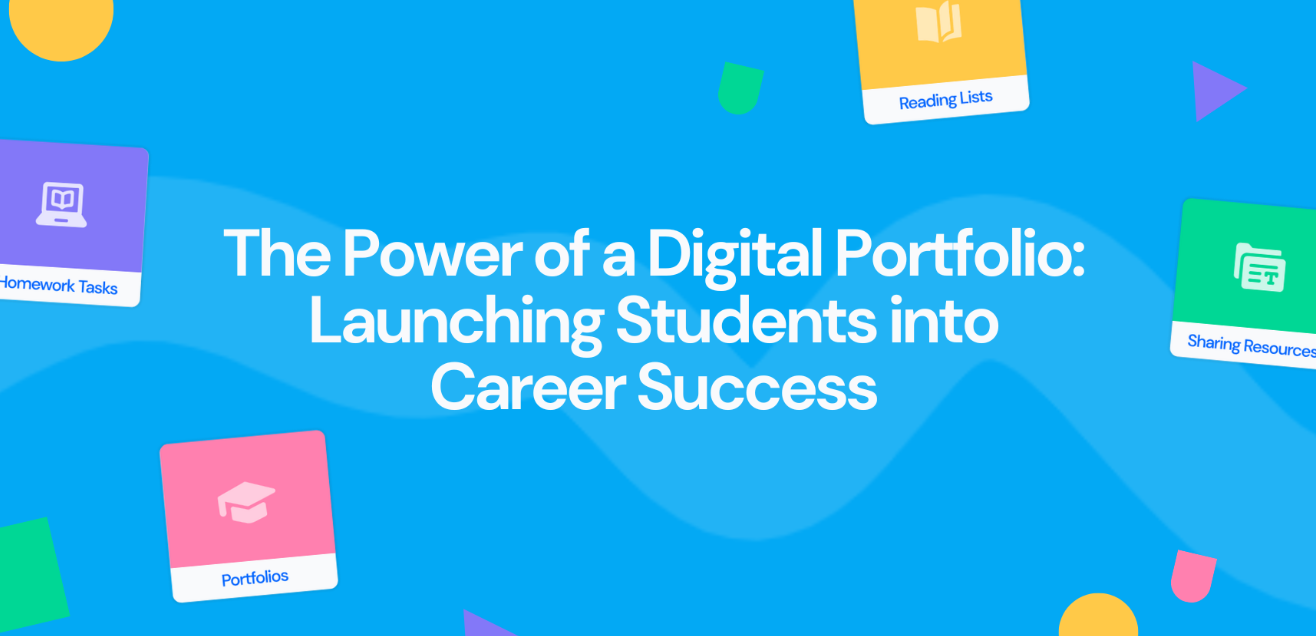 Reading Lists
Homework Tasks
The Power of a Digital Portfolio:
Launching Students into
Career Success
Sharing Resources
Portfolios